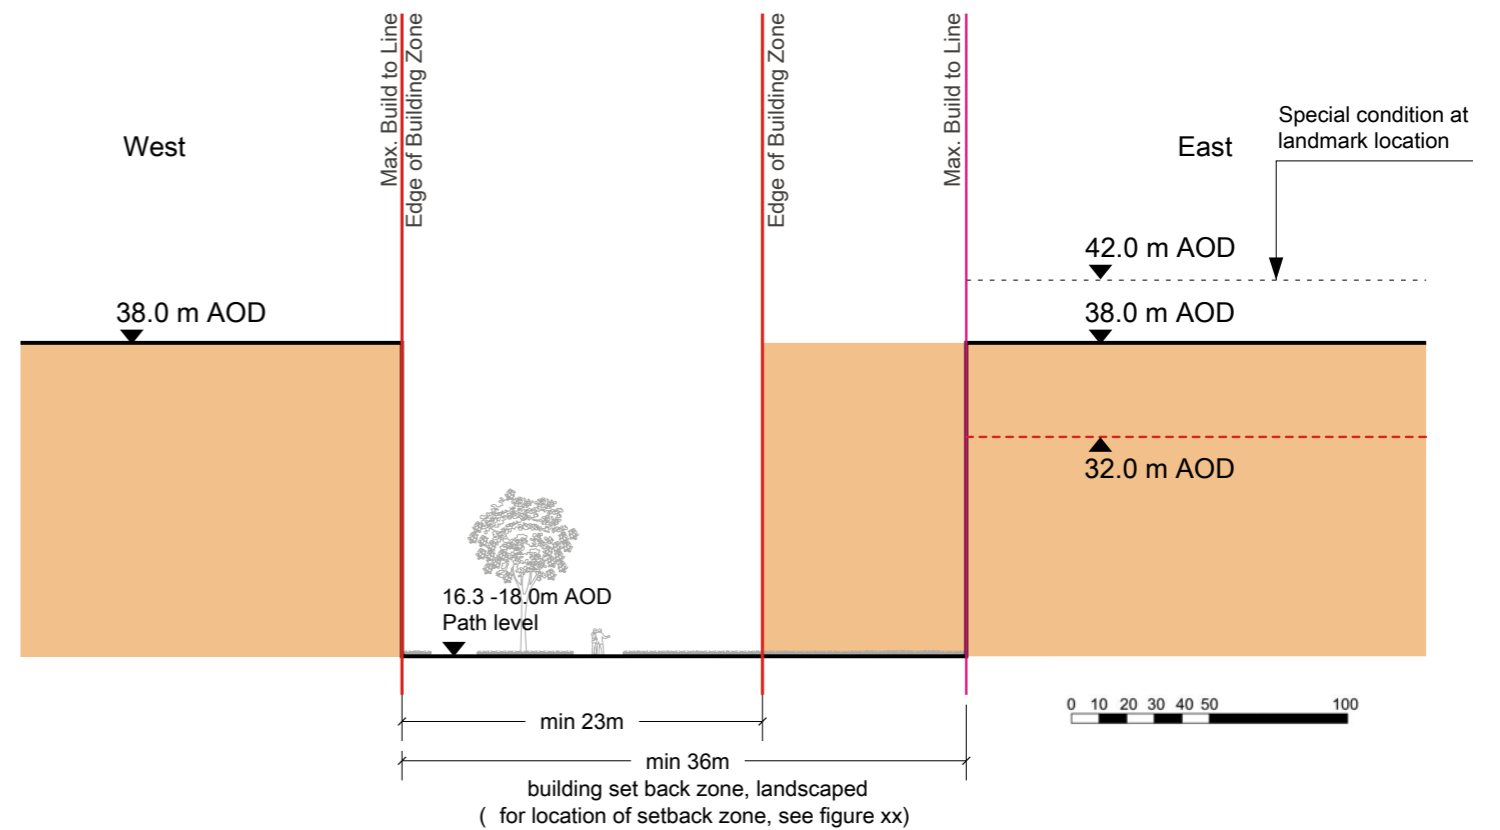 Max. Build to Line
Edge of Building Zone
Edge of Building Zone
Max. Build to Line
West
East
Special condition at
landmark location
42.0 m AOD
38.0 m AOD
38.0 m AOD
32.0 m AOD
16.3 -18.0m AOD
Path level
0 10 20 30 40 50 100
min 23m
min 36m
building set back zone, landscaped
( for location of setback zone, see figure xx)